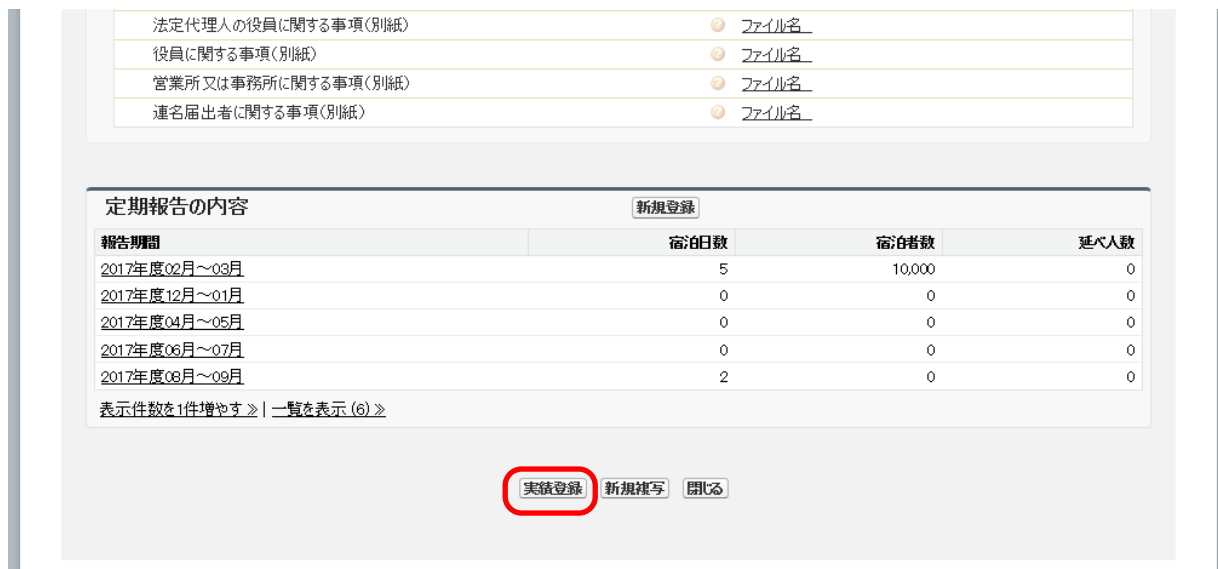 法定代理人の役員に関する事項(別紙) ファイル名
役員に関する事項(別紙) ファイル名
営業所又は事務所に関する事項(別紙) ファイル名
連名届出者に関する事項(別紙) ファイル名
定期報告の内容 新規登録
報告期間 宿泊日数 宿泊者数 延べ人数
2017年度02月~03月 5 10,000 0
2017年度12月~01月 0 0 0
2017年度04月~05月 0 0 0
2017年度06月~07月 0 0 0
2017年度08月~09月 2 0 0
表示件数を1件増やす ≫ | 一覧を表示 (6) ≫
実績登録 新規複写 閉じる